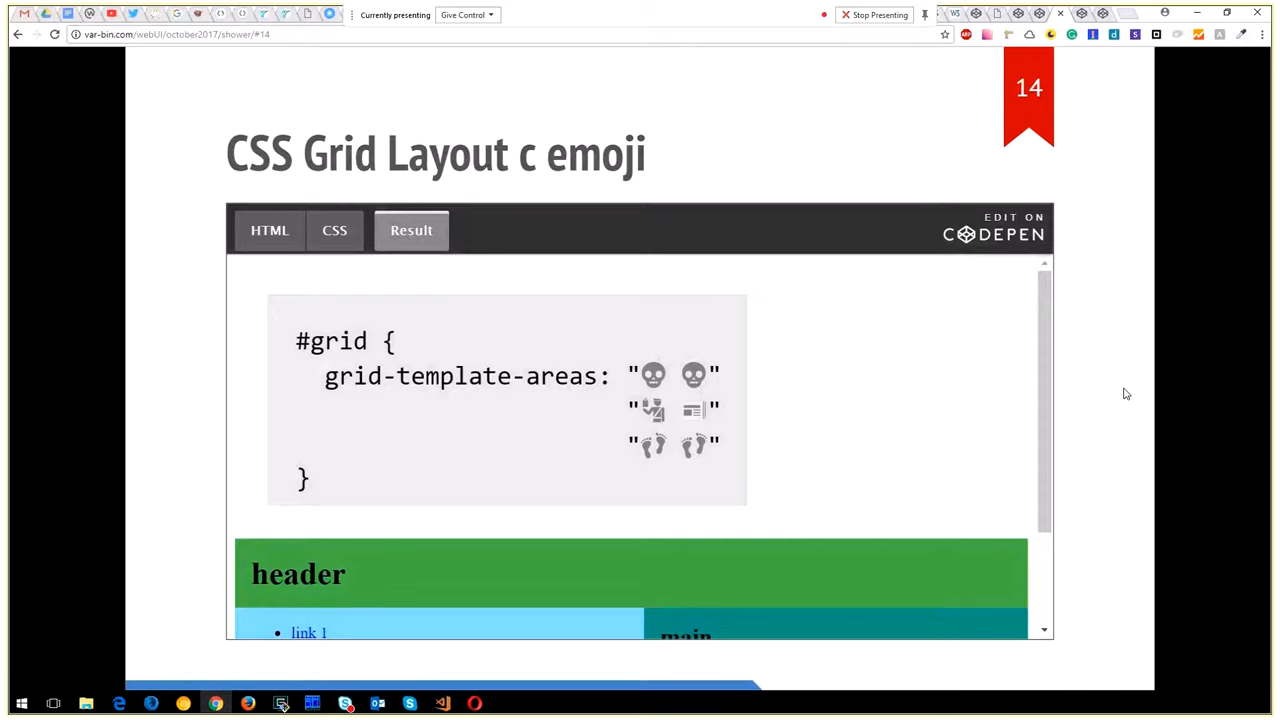 Currently presenting
Give Control
Stop Presenting
var-bin.com/webUI/october2017/shower/#14
14
CSS Grid Layout с emoji
HTML
CSS
Result
EDIT ON
CODEPEN
#grid {
grid-template-areas: "💀 💀"
"🛂 📰"
"👣 👣"
}
header
link 1
main